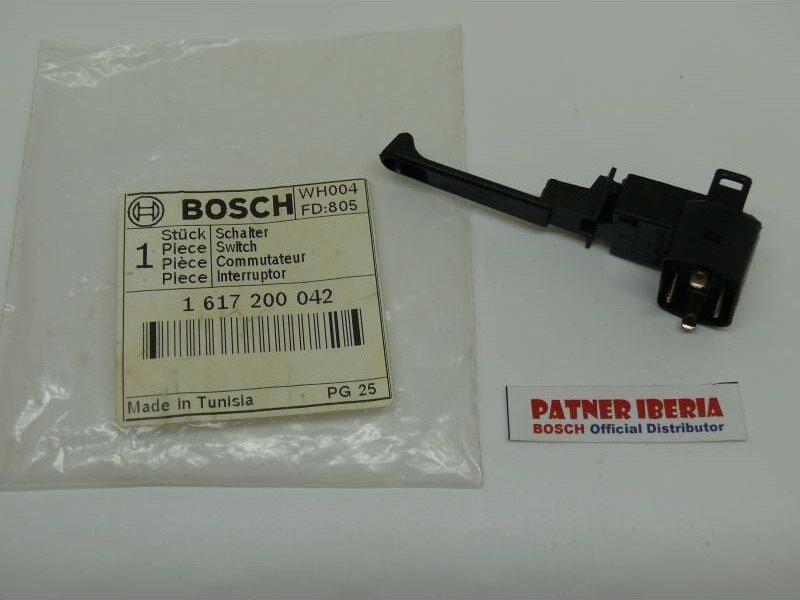 BOSCH
WH004
FD:805
1
Stück Schalter
Piece Switch
Pièce Commutateur
Piece Interruptor
1 617 200 042
Made in Tunisia
PG 25
PATNER IBERIA
BOSCH Official Distributor